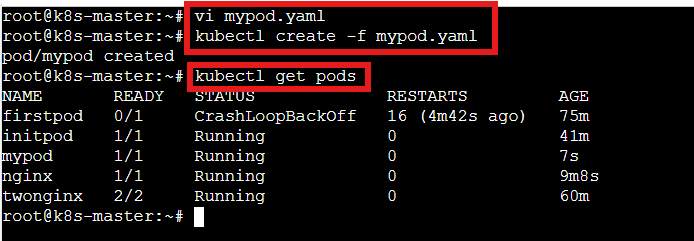 root@k8s-master:~# vi mypod.yaml
root@k8s-master:~# kubectl create -f mypod.yaml
pod/mypod created
root@k8s-master:~# kubectl get pods
NAME READY STATUS RESTARTS AGE
firstpod 0/1 CrashLoopBackOff 16 (4m42s ago) 75m
initpod 1/1 Running 0 41m
mypod 1/1 Running 0 7s
nginx 1/1 Running 0 9m8s
twonginx 2/2 Running 0 60m
root@k8s-master:~#